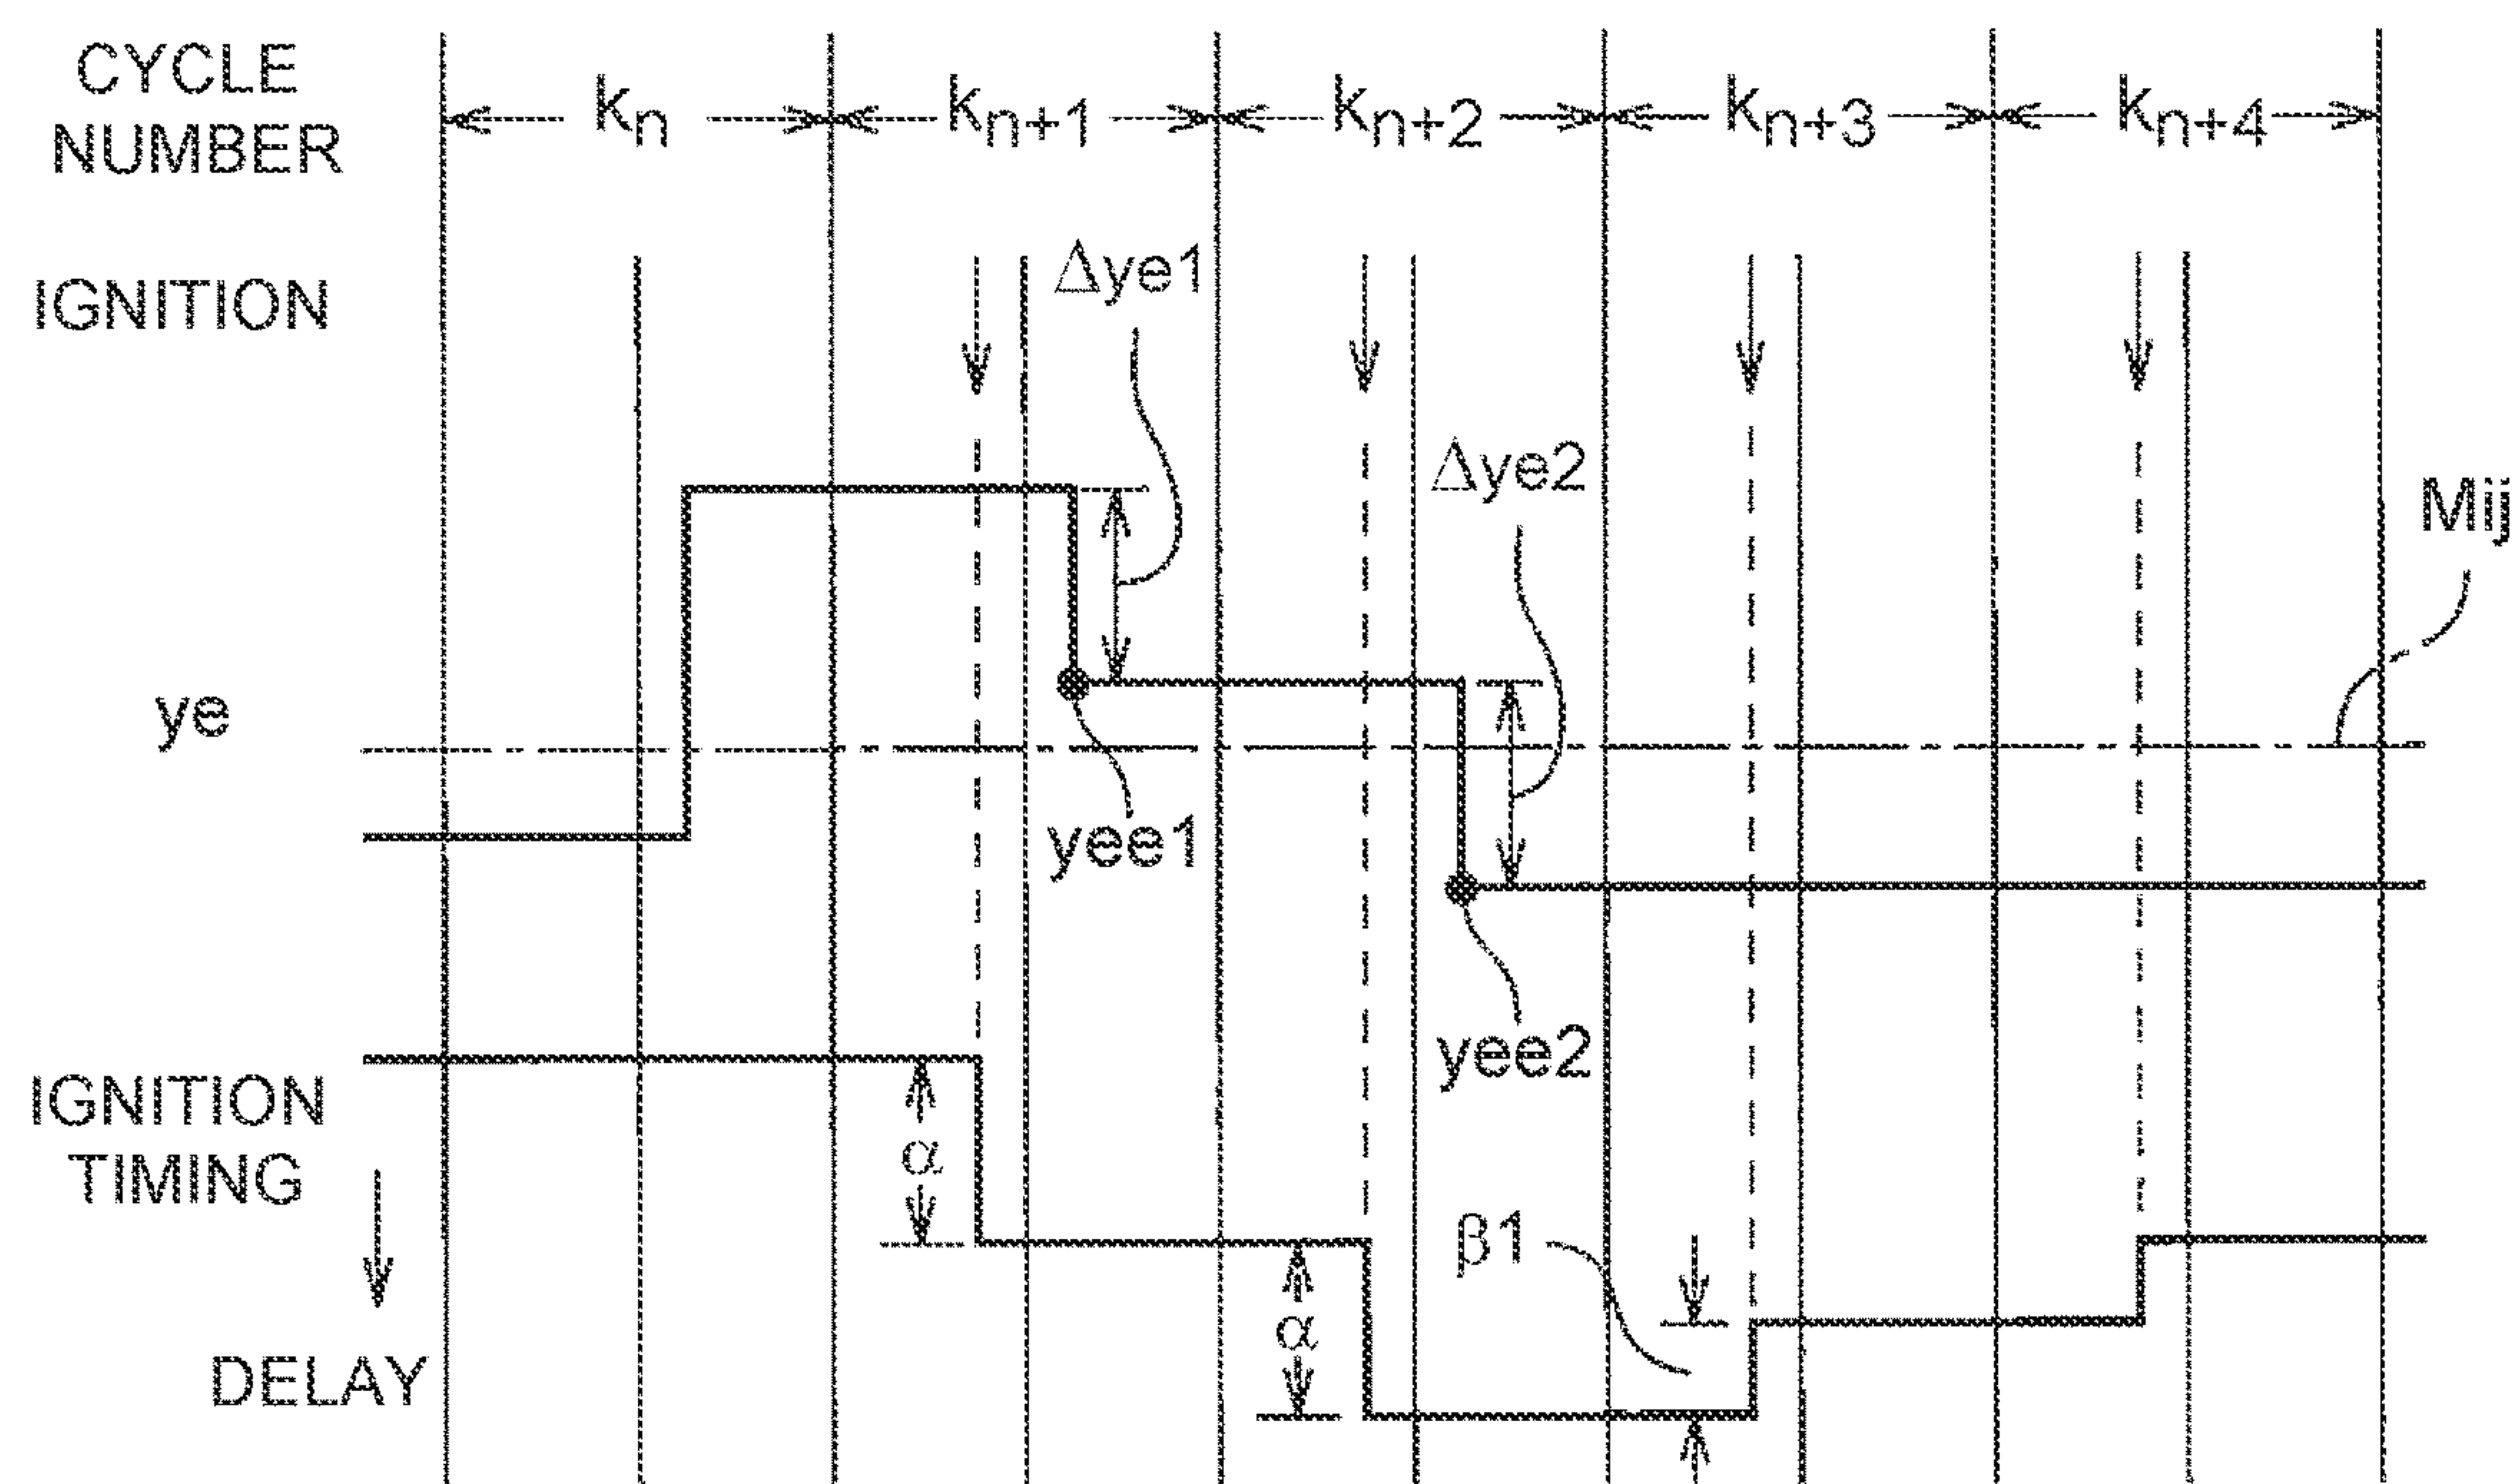 CYCLE
NUMBER
kn
kn+1
kn+2
kn+3
kn+4
IGNITION
Δye1
Δye2
Mij
ye
yee1
yee2
IGNITION
TIMING
α
β1
α
DELAY